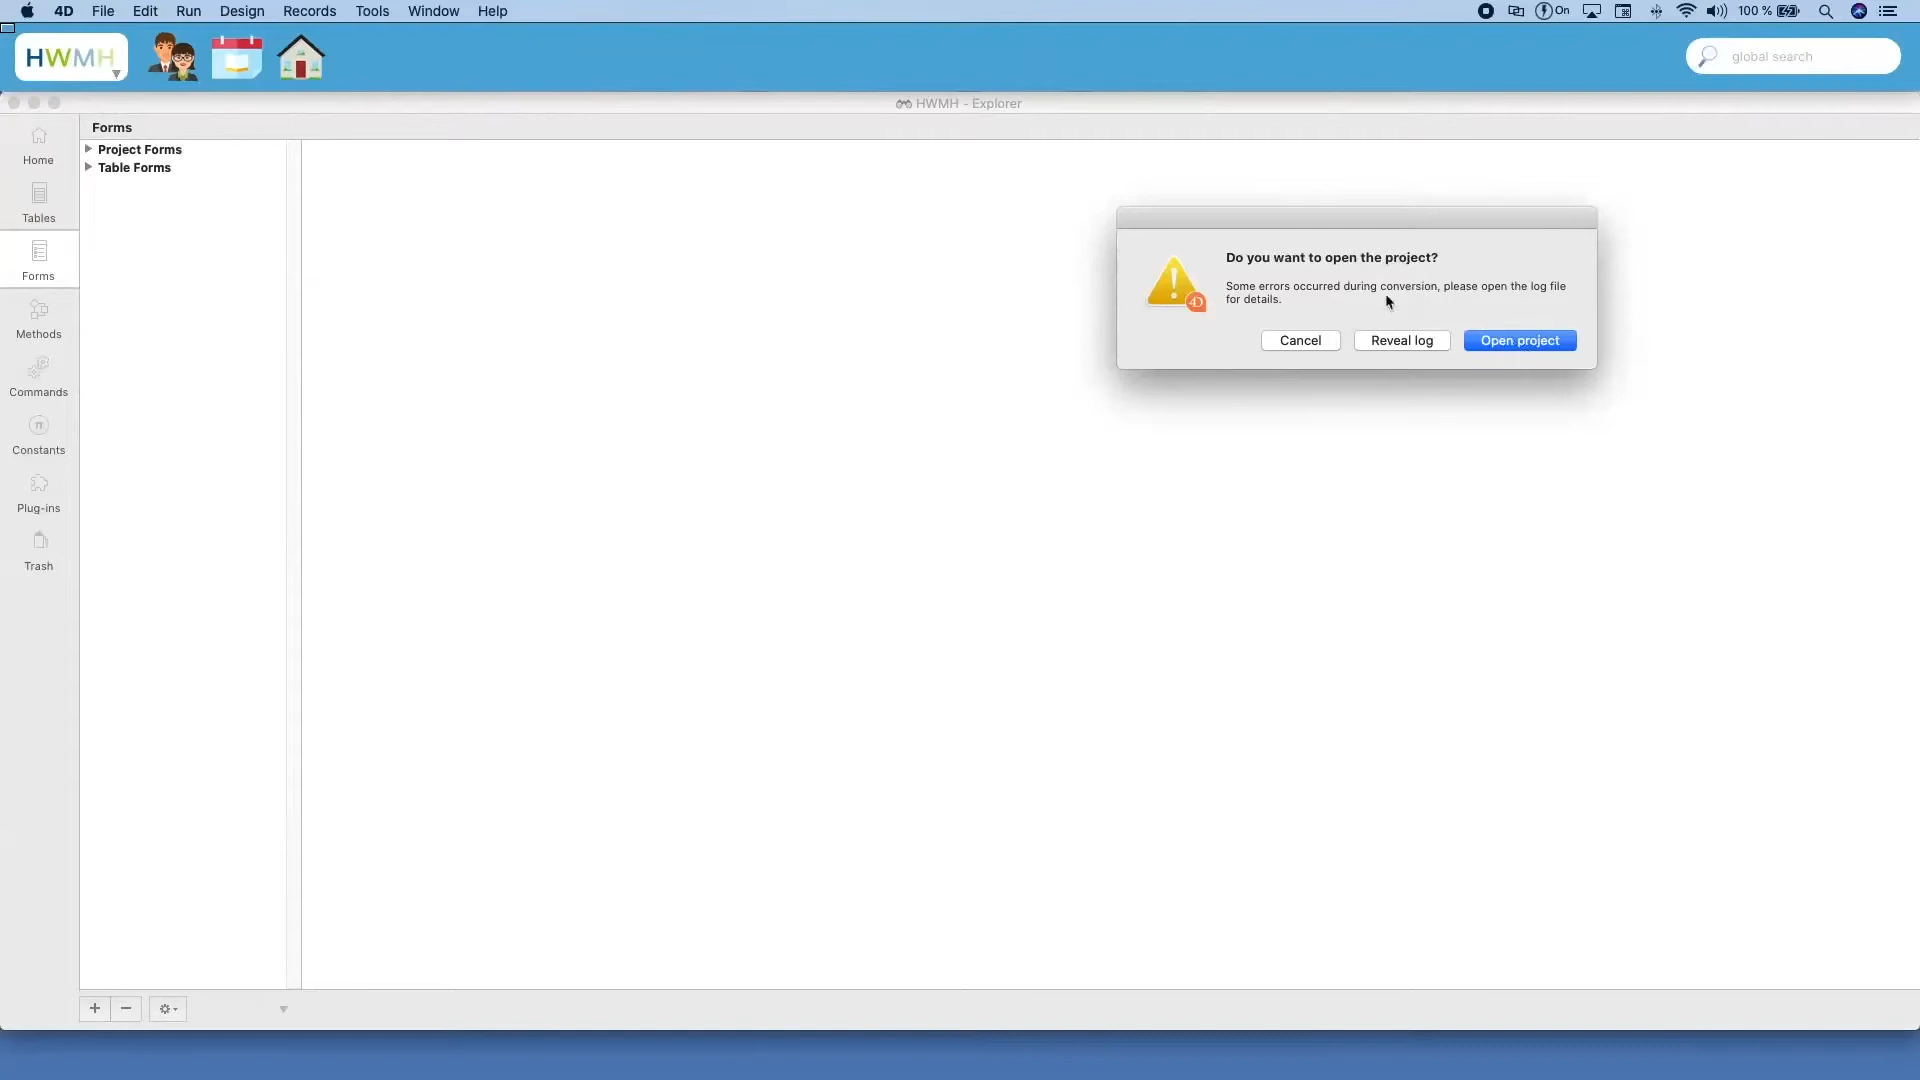 4D File Edit Run Design Records Tools Window Help
On 100 %
HWMH
global search
HWMH - Explorer
Forms
Project Forms
Table Forms
Home
Tables
Forms
Methods
Commands
Constants
Plug-ins
Trash
Do you want to open the project?
Some errors occurred during conversion, please open the log file
for details.
4D
Cancel Reveal log Open project